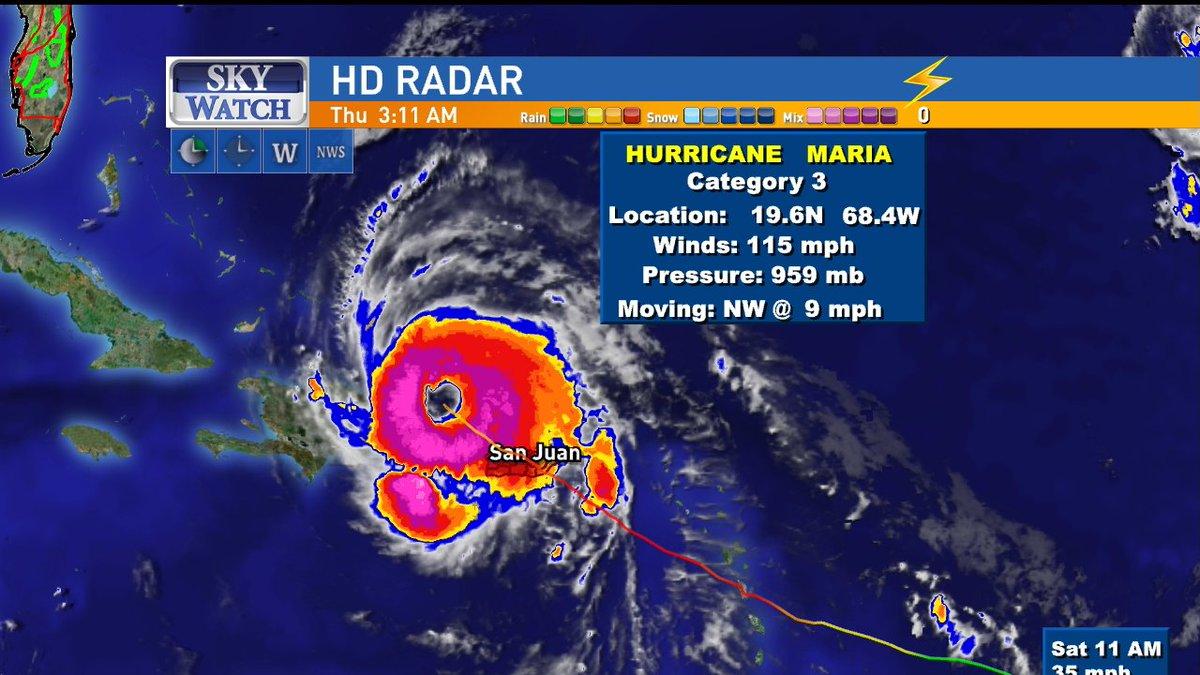 SKY
WATCH
HD RADAR
Thu 3:11 AM
Rain Snow Mix 0
W NWS
HURRICANE MARIA
Category 3
Location: 19.6N 68.4W
Winds: 115 mph
Pressure: 959 mb
Moving: NW @ 9 mph
San Juan
Sat 11 AM
35 mph